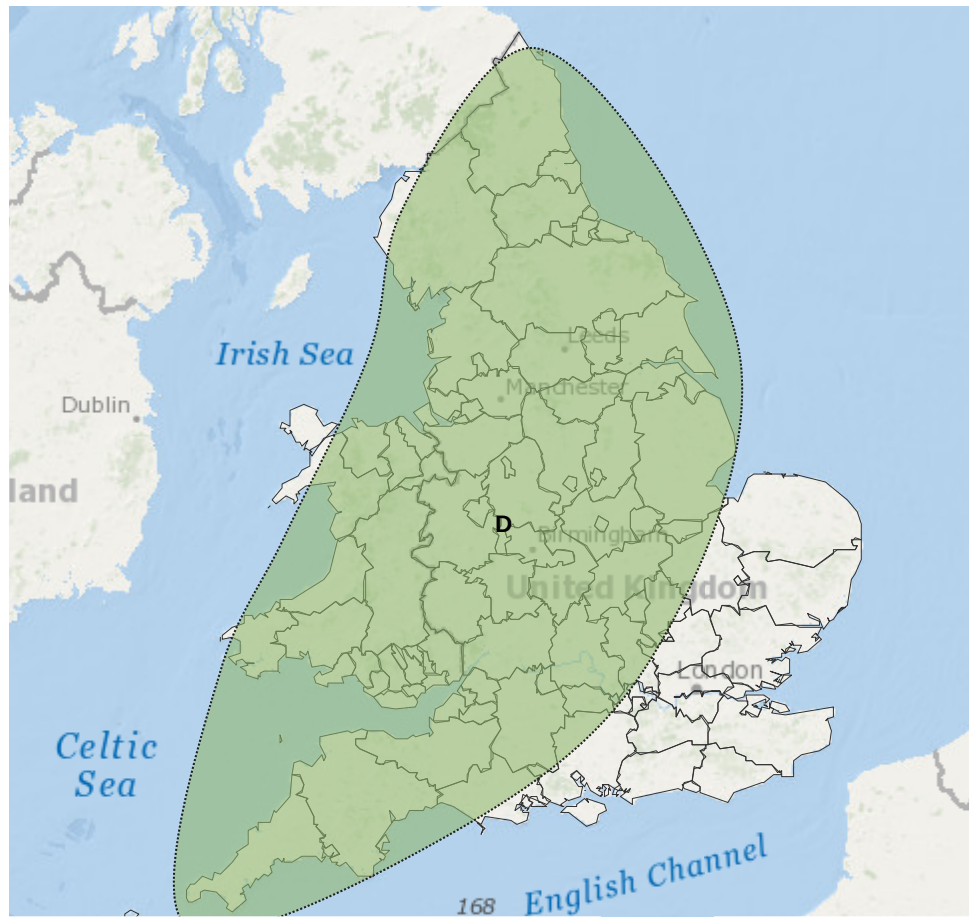 Leeds
Irish Sea
Manchester
Dublin
land
D
Birmingham
United Kingdom
London
Celtic
Sea
English Channel
168